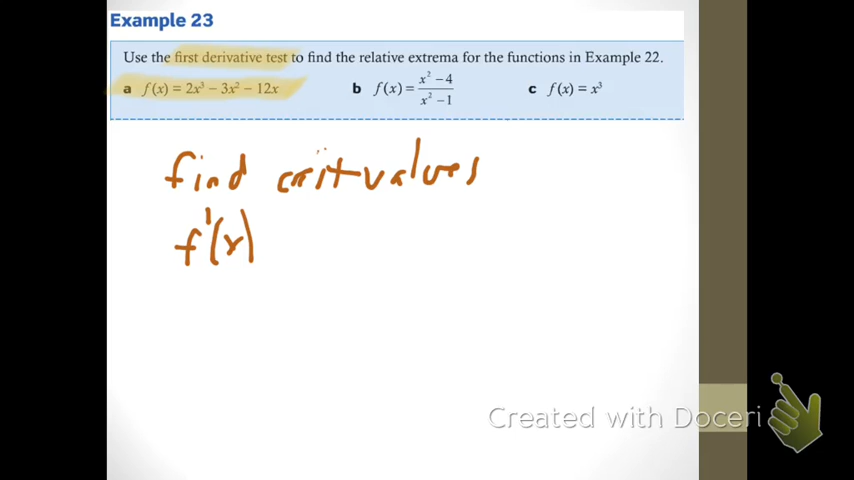 Example 23
Use the first derivative test to find the relative extrema for the functions in Example 22.
a f(x) = 2x³ − 3x² − 12x b f(x) = (x² − 4)/(x² − 1) c f(x) = x³
find crit values
f'(x)
Created with Doceri